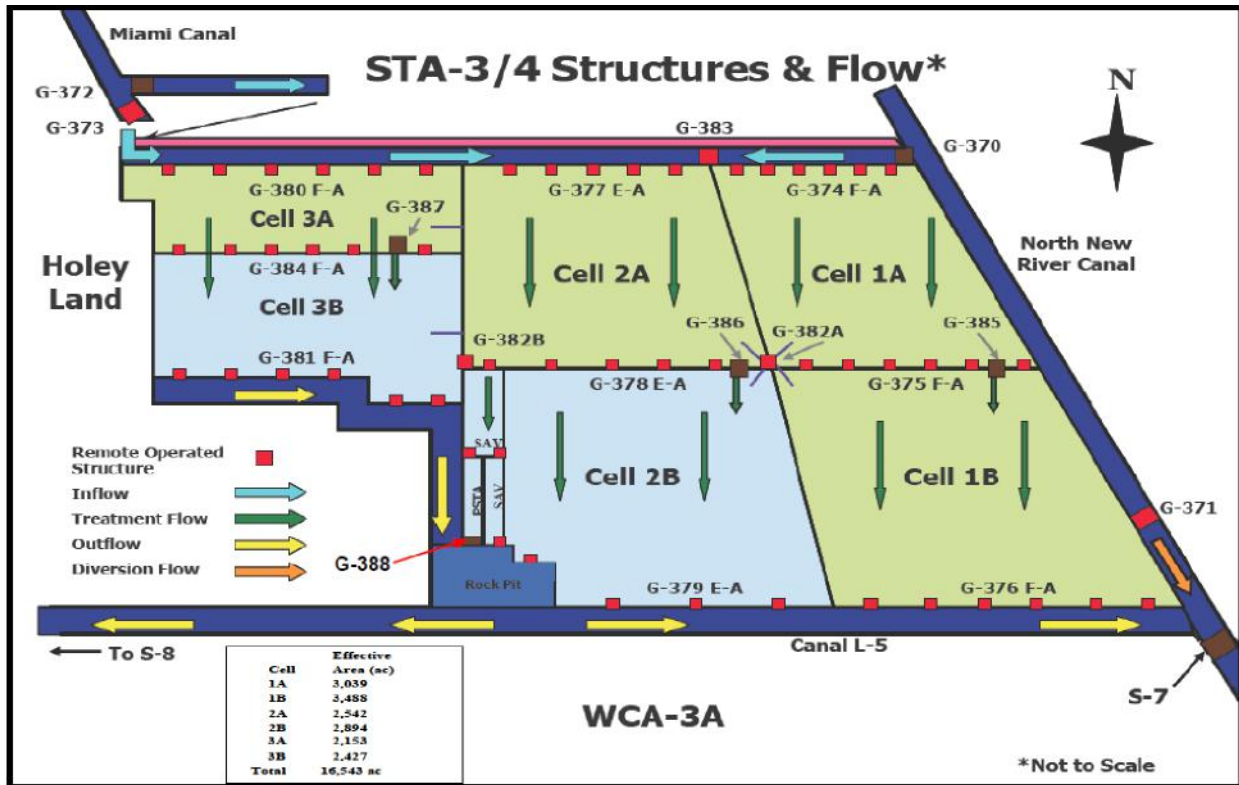 Miami Canal
STA-3/4 Structures & Flow*
G-372
N
G-373
G-383
G-370
G-380 F-A
G-377 E-A
G-374 F-A
Cell 3A
G-387
North New
River Canal
Holey
Land
G-384 F-A
Cell 2A
Cell 1A
Cell 3B
G-386
G-382A
G-385
G-382B
G-381 F-A
G-378 E-A
G-375 F-A
Remote Operated
Structure
SAV
Inflow
Cell 2B
Cell 1B
PSTA
SAV
Treatment Flow
G-371
Outflow
Diversion Flow
G-388
Rock Pit
G-379 E-A
G-376 F-A
Canal L-5
To S-8
Effective
Cell Area (ac)
1A 3,039
1B 3,488
2A 2,542
2B 2,894
3A 2,153
3B 2,427
Total 16,543 ac
S-7
WCA-3A
*Not to Scale